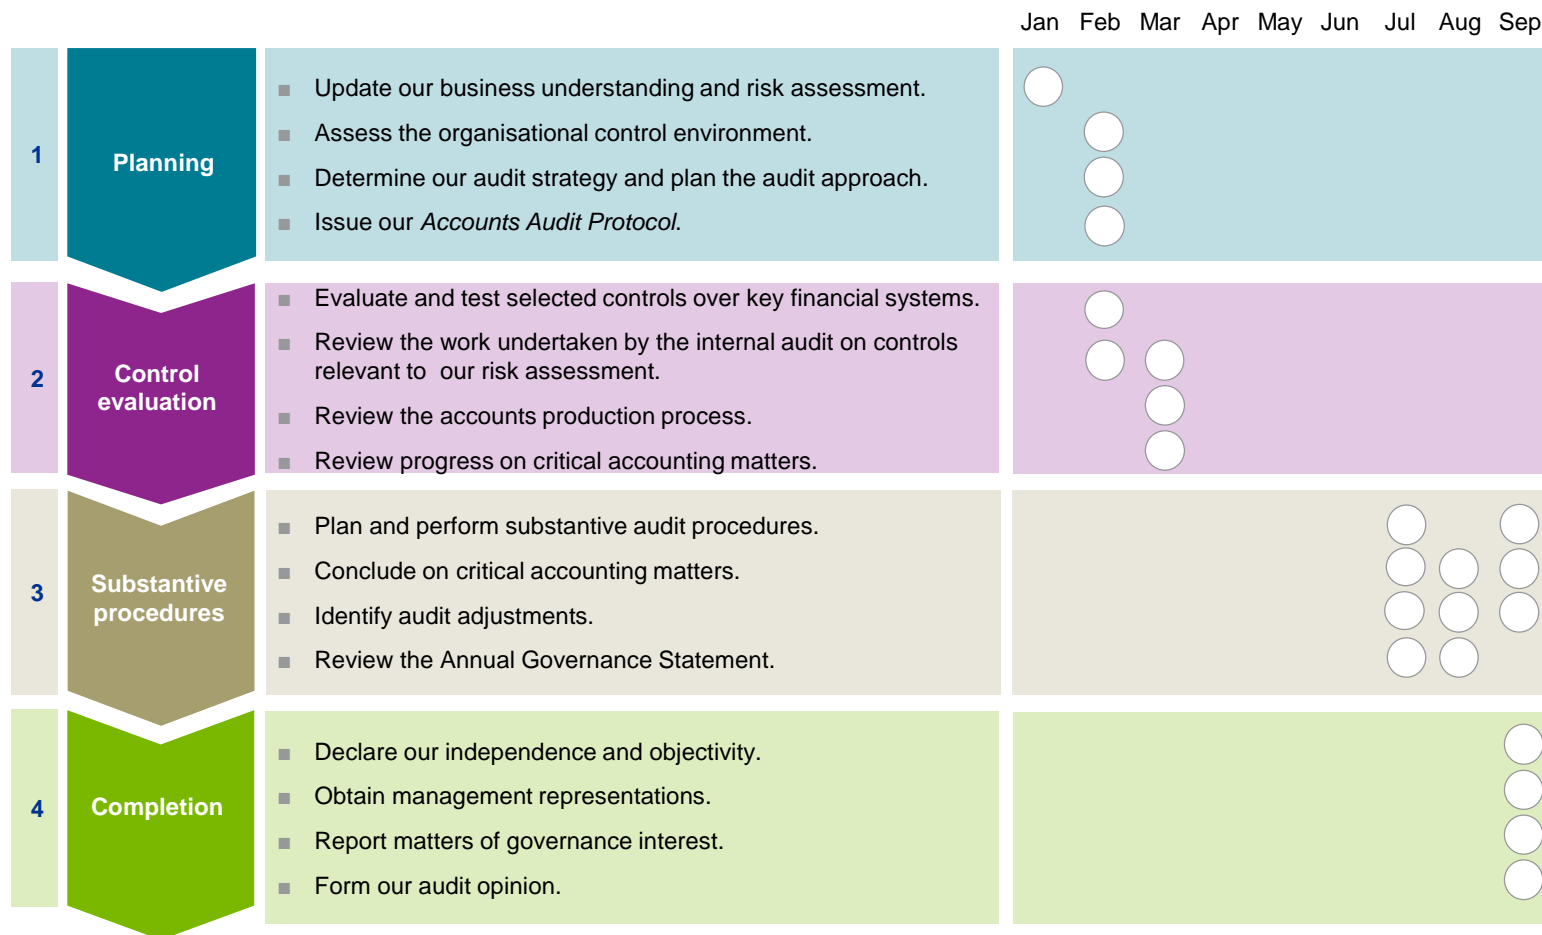 Jan Feb Mar Apr May Jun Jul Aug Sep
1
Planning
■ Update our business understanding and risk assessment.
■ Assess the organisational control environment.
■ Determine our audit strategy and plan the audit approach.
■ Issue our Accounts Audit Protocol.
2
Control
evaluation
■ Evaluate and test selected controls over key financial systems.
■ Review the work undertaken by the internal audit on controls
relevant to  our risk assessment.
■ Review the accounts production process.
■ Review progress on critical accounting matters.
3
Substantive
procedures
■ Plan and perform substantive audit procedures.
■ Conclude on critical accounting matters.
■ Identify audit adjustments.
■ Review the Annual Governance Statement.
4
Completion
■ Declare our independence and objectivity.
■ Obtain management representations.
■ Report matters of governance interest.
■ Form our audit opinion.